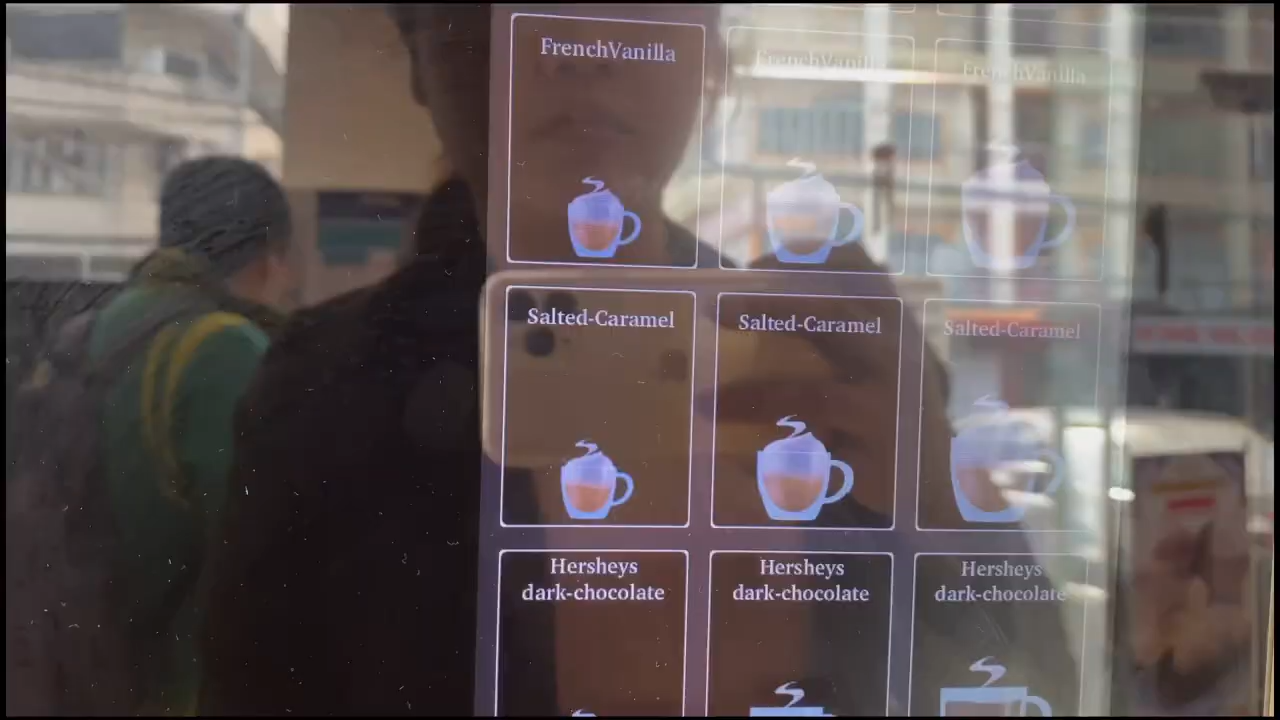 FrenchVanilla
FrenchVanilla
FrenchVanilla
Salted-Caramel
Salted-Caramel
Salted-Caramel
Hersheys
dark-chocolate
Hersheys
dark-chocolate
Hersheys
dark-chocolate